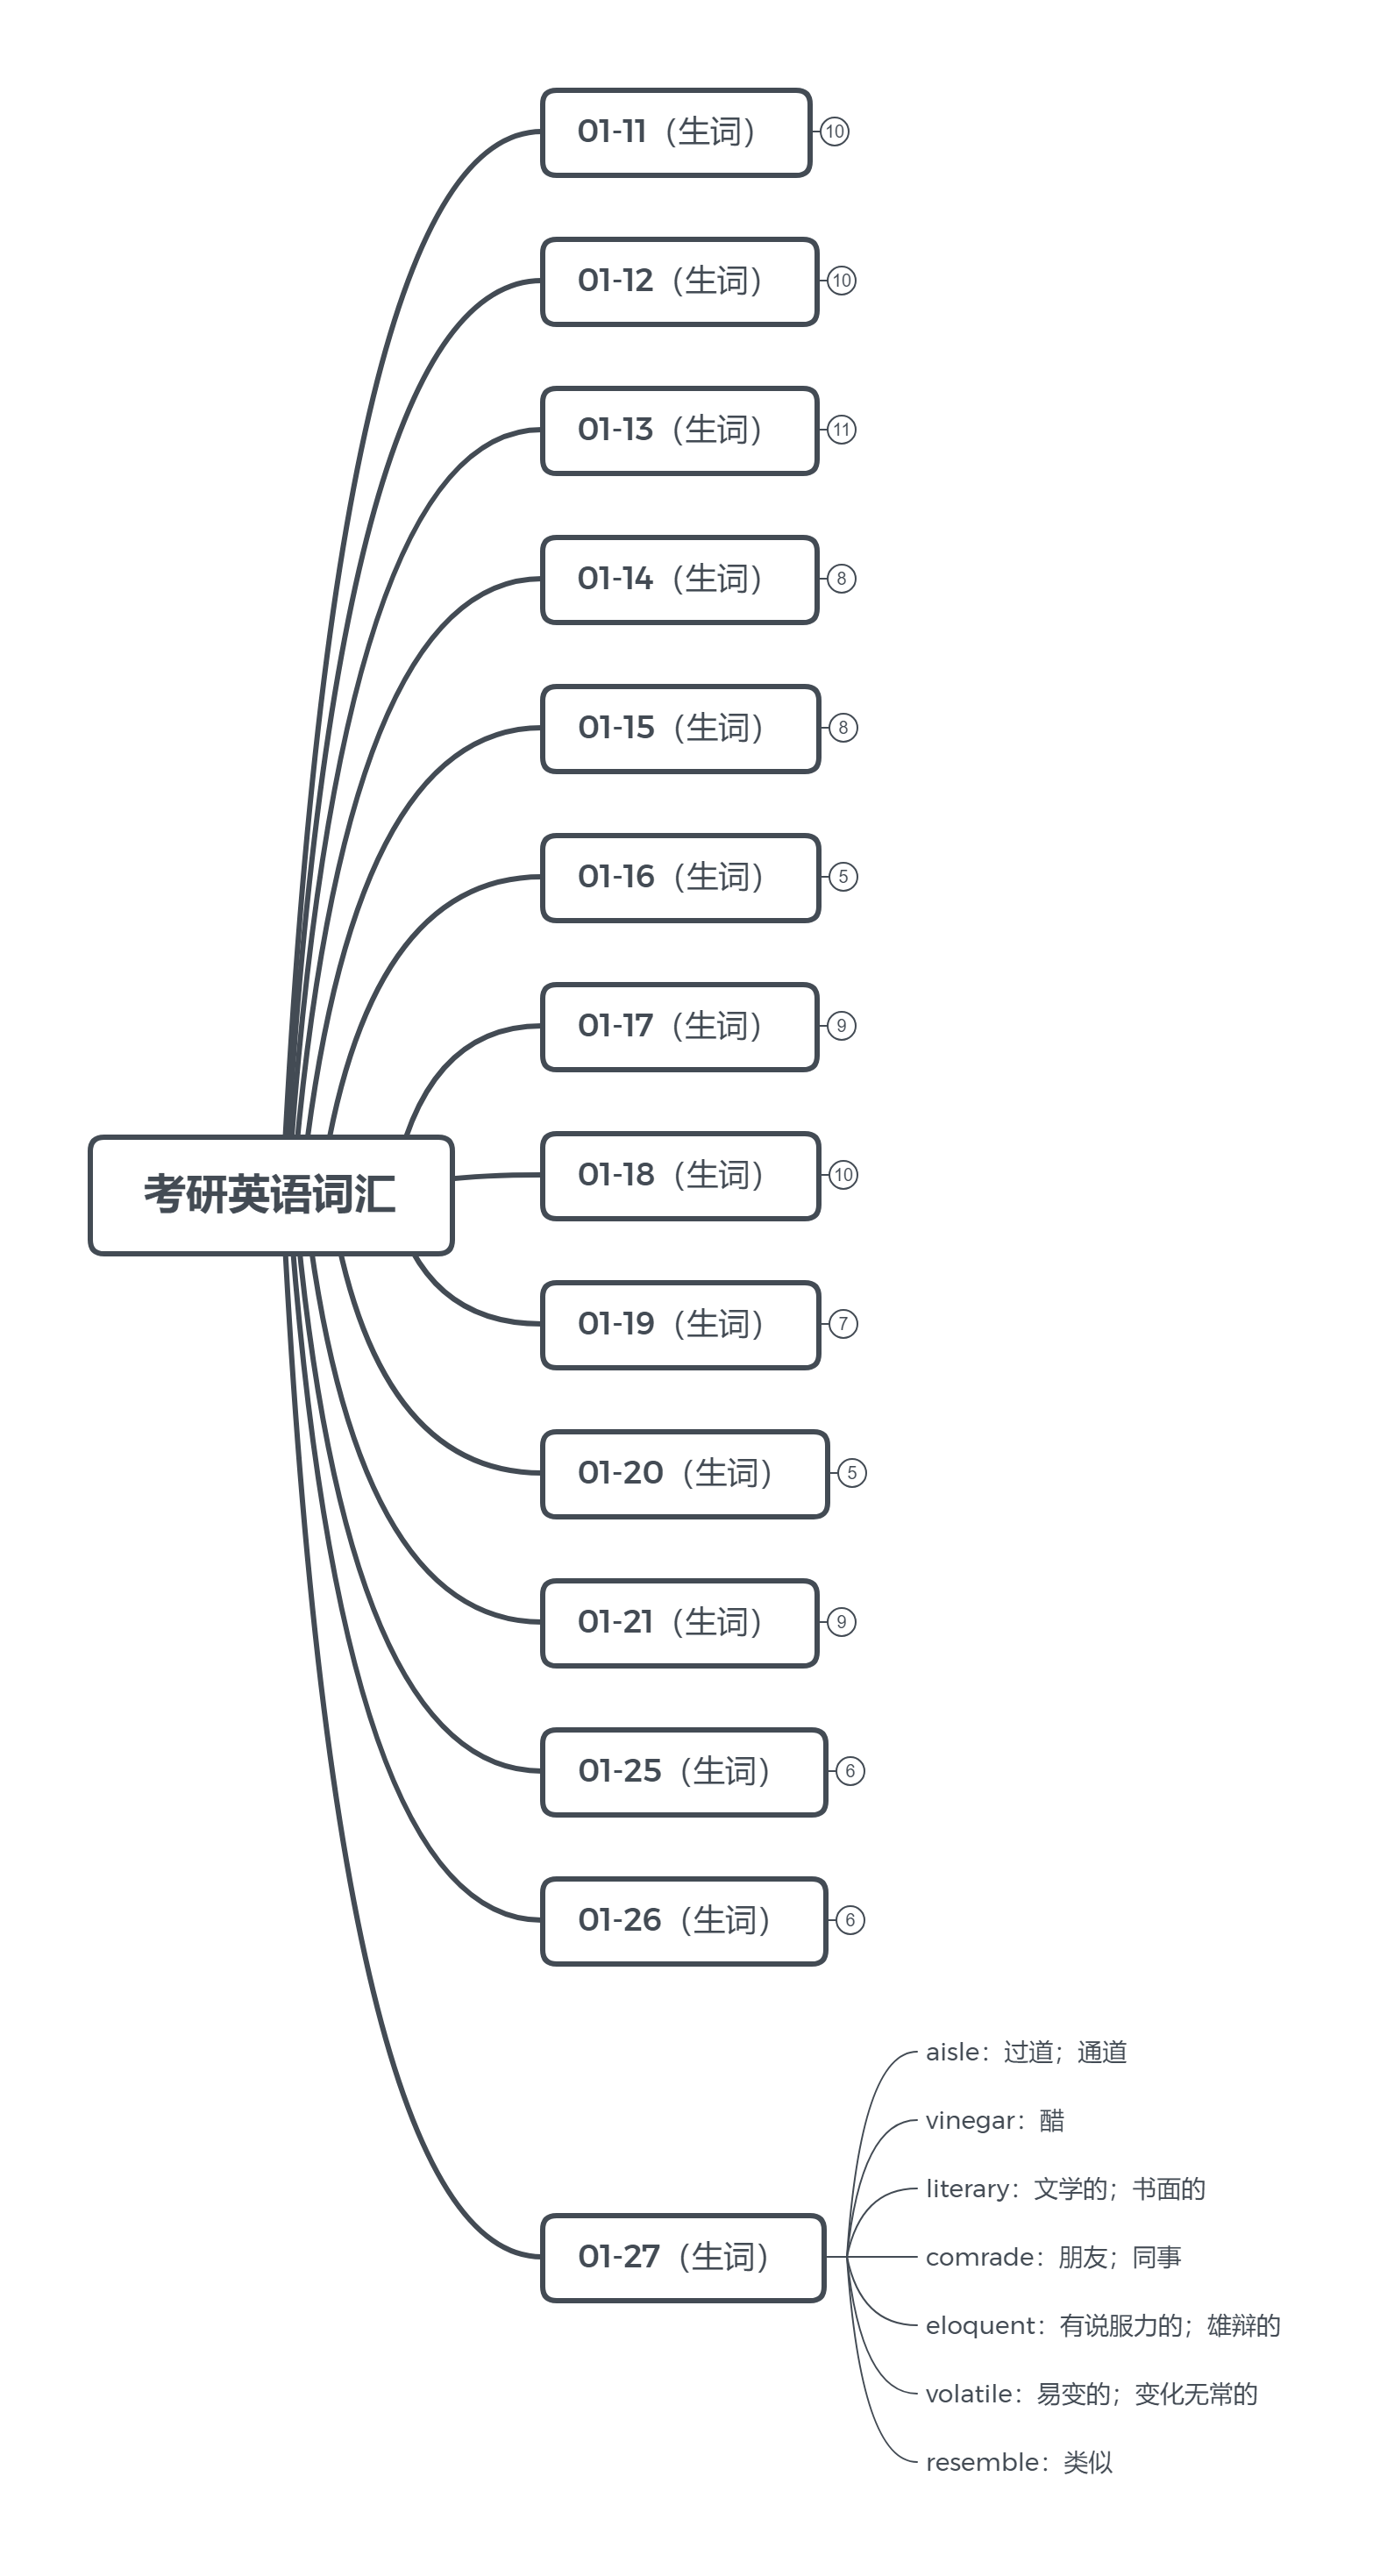 01-11（生词）
10
01-12（生词）
10
01-13（生词）
11
01-14（生词）
8
01-15（生词）
8
01-16（生词）
5
01-17（生词）
9
考研英语词汇
01-18（生词）
10
01-19（生词）
7
01-20（生词）
5
01-21（生词）
9
01-25（生词）
6
01-26（生词）
6
01-27（生词）
aisle：过道；通道
vinegar：醋
literary：文学的；书面的
comrade：朋友；同事
eloquent：有说服力的；雄辩的
volatile：易变的；变化无常的
resemble：类似